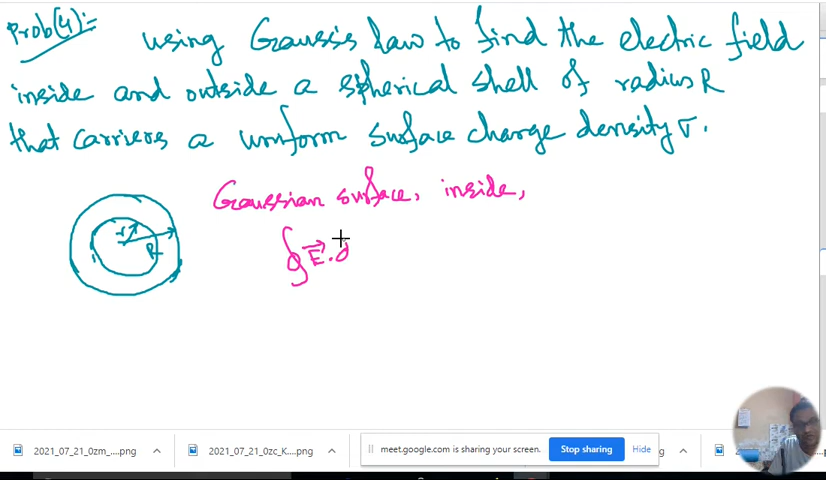 Prob(4):-
using Gauss's law to find the electric field
inside and outside a spherical shell of radius R
that carriers a uniform surface charge density σ.
Gaussian surface, inside,
r
R
∮E⃗.d
2021_07_21_0zm_....png
2021_07_21_0zc_K....png
meet.google.com is sharing your screen.
Stop sharing
Hide
....png